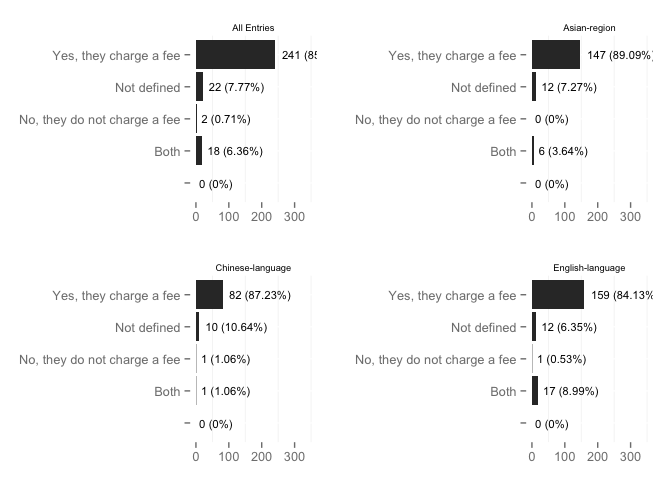 All Entries
Yes, they charge a fee
241 (85
Not defined
22 (7.77%)
No, they do not charge a fee
2 (0.71%)
Both
18 (6.36%)
0 (0%)
0 100 200 300
Asian-region
Yes, they charge a fee
147 (89.09%
Not defined
12 (7.27%)
No, they do not charge a fee
0 (0%)
Both
6 (3.64%)
0 (0%)
0 100 200 300
Chinese-language
Yes, they charge a fee
82 (87.23%)
Not defined
10 (10.64%)
No, they do not charge a fee
1 (1.06%)
Both
1 (1.06%)
0 (0%)
0 100 200 300
English-language
Yes, they charge a fee
159 (84.13%
Not defined
12 (6.35%)
No, they do not charge a fee
1 (0.53%)
Both
17 (8.99%)
0 (0%)
0 100 200 300